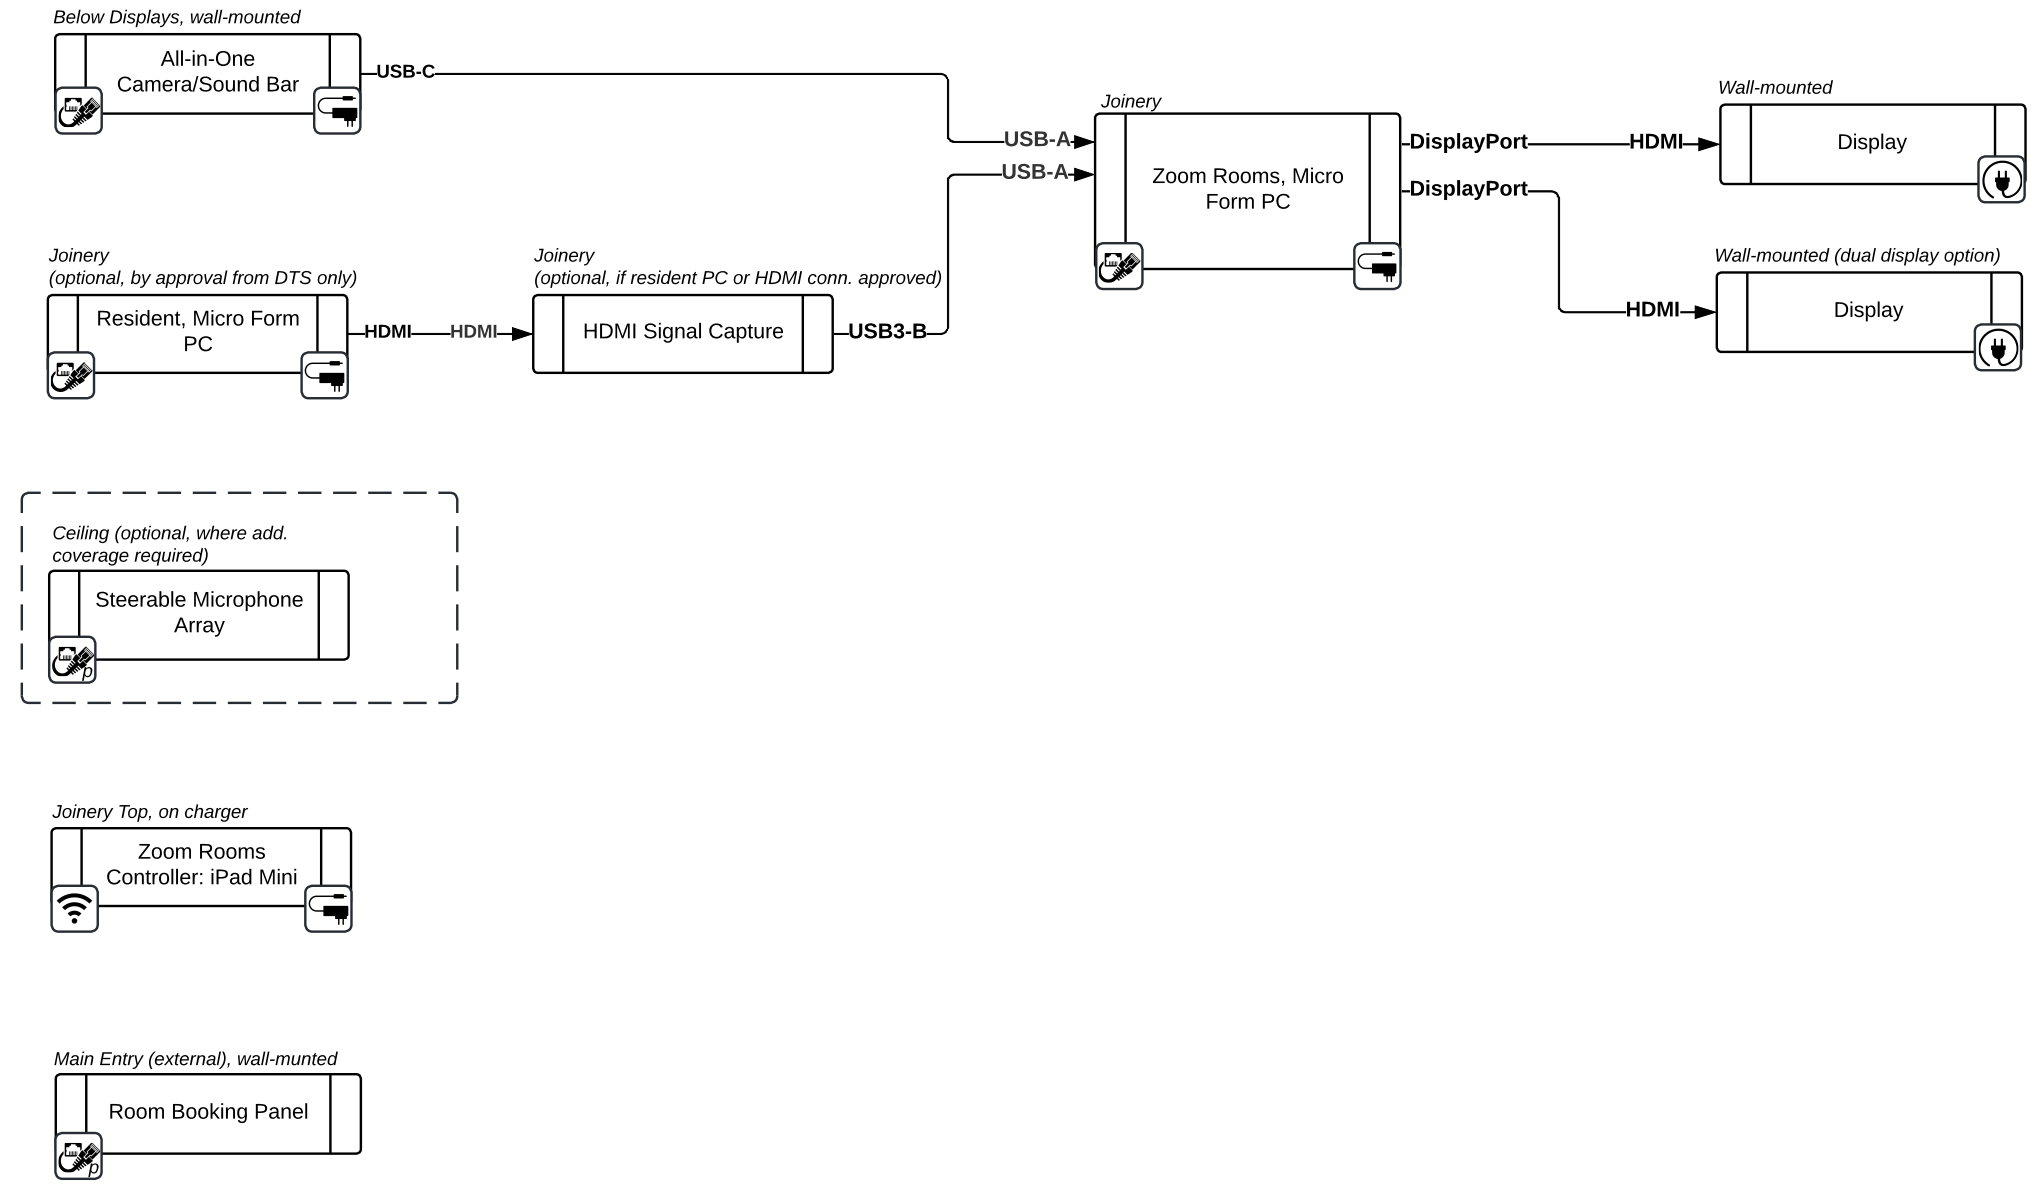 Below Displays, wall-mounted
All-in-One
Camera/Sound Bar
USB-C
USB-A
Joinery
(optional, by approval from DTS only)
Resident, Micro Form
PC
HDMI
HDMI
Joinery
(optional, if resident PC or HDMI conn. approved)
HDMI Signal Capture
USB3-B
USB-A
Joinery
Zoom Rooms, Micro
Form PC
DisplayPort
HDMI
Wall-mounted
Display
DisplayPort
HDMI
Wall-mounted (dual display option)
Display
Ceiling (optional, where add.
coverage required)
Steerable Microphone
Array
p
Joinery Top, on charger
Zoom Rooms
Controller: iPad Mini
Main Entry (external), wall-munted
Room Booking Panel
p